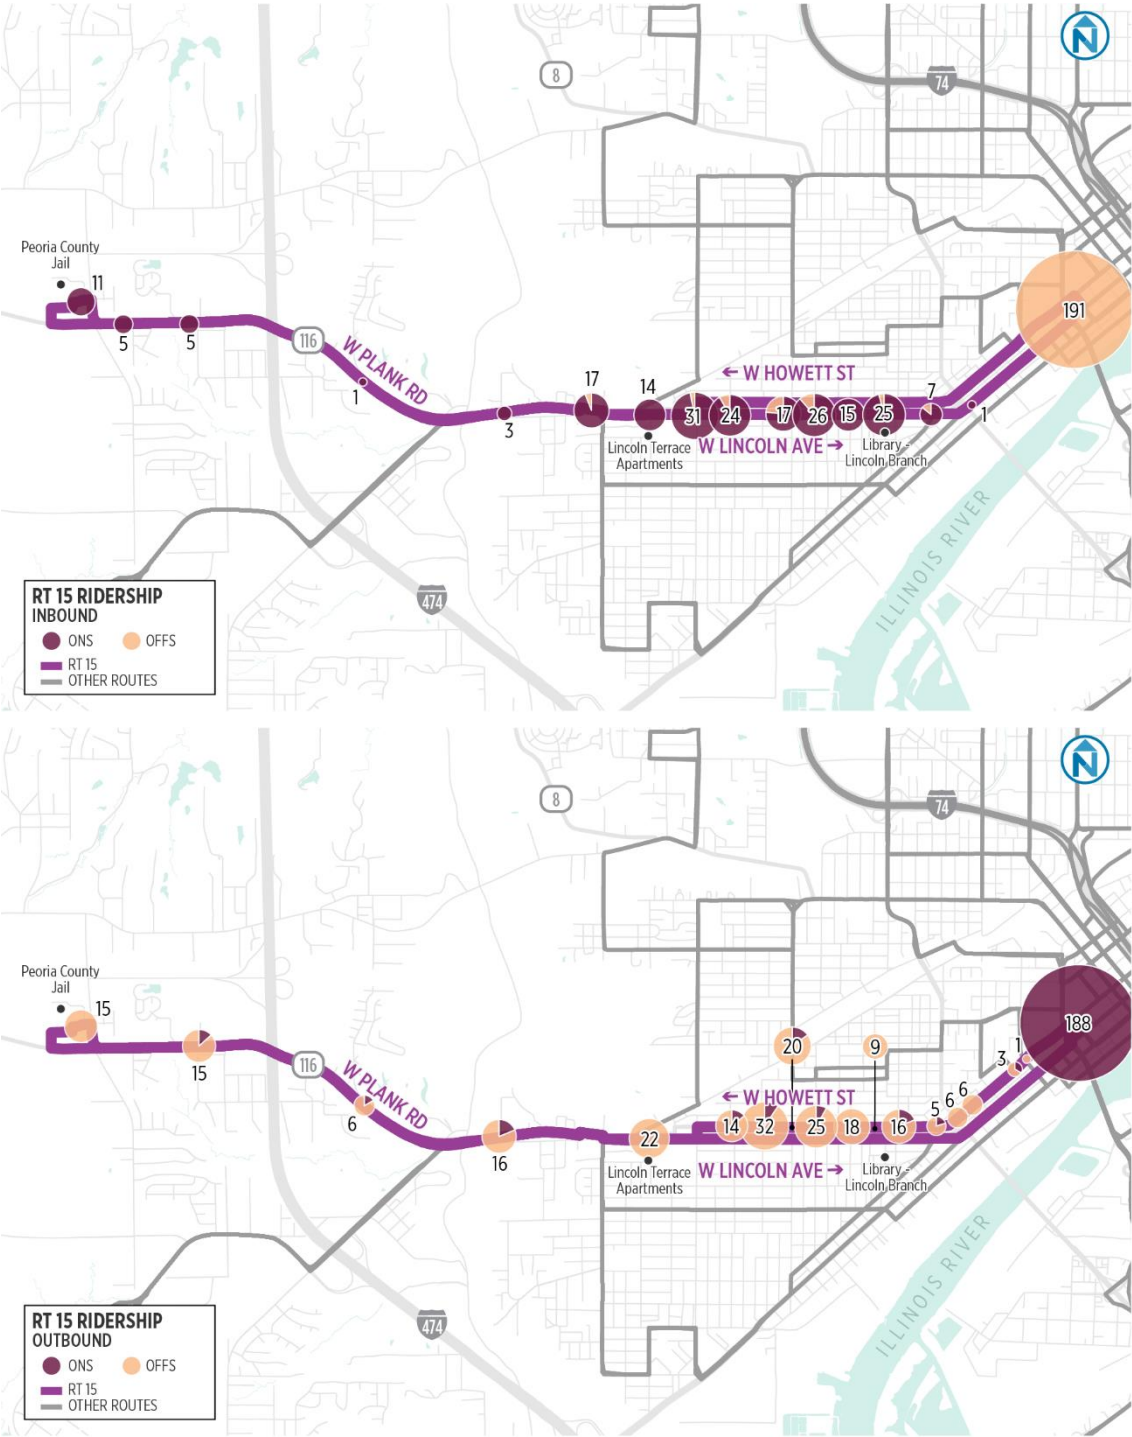 N
8
74
Peoria County
Jail
11
5
5
116
W PLANK RD
1
3
17
14
31
24
17
26
15
25
7
1
191
← W HOWETT ST
W LINCOLN AVE →
Lincoln Terrace
Apartments
Library -
Lincoln Branch
ILLINOIS RIVER
474
RT 15 RIDERSHIP
INBOUND
ONS
OFFS
RT 15
OTHER ROUTES
N
8
74
Peoria County
Jail
15
15
116
W PLANK RD
6
16
22
14
32
20
25
18
9
16
5
6
6
3
1
188
← W HOWETT ST
W LINCOLN AVE →
Lincoln Terrace
Apartments
Library -
Lincoln Branch
ILLINOIS RIVER
474
RT 15 RIDERSHIP
OUTBOUND
ONS
OFFS
RT 15
OTHER ROUTES